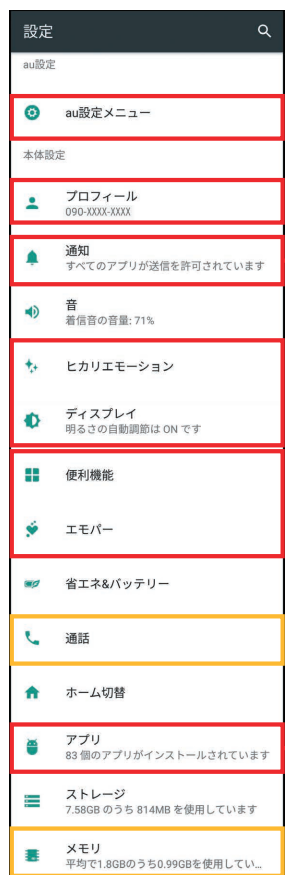 設定
au設定
au設定メニュー
本体設定
プロフィール
090-XXXX-XXXX
通知
すべてのアプリが送信を許可されています
音
着信音の音量: 71%
ヒカリエモーション
ディスプレイ
明るさの自動調節は ON です
便利機能
エモパー
省エネ&バッテリー
通話
ホーム切替
アプリ
83 個のアプリがインストールされています
ストレージ
7.58GB のうち 814MB を使用しています
メモリ
平均で1.8GBのうち0.99GBを使用してい...